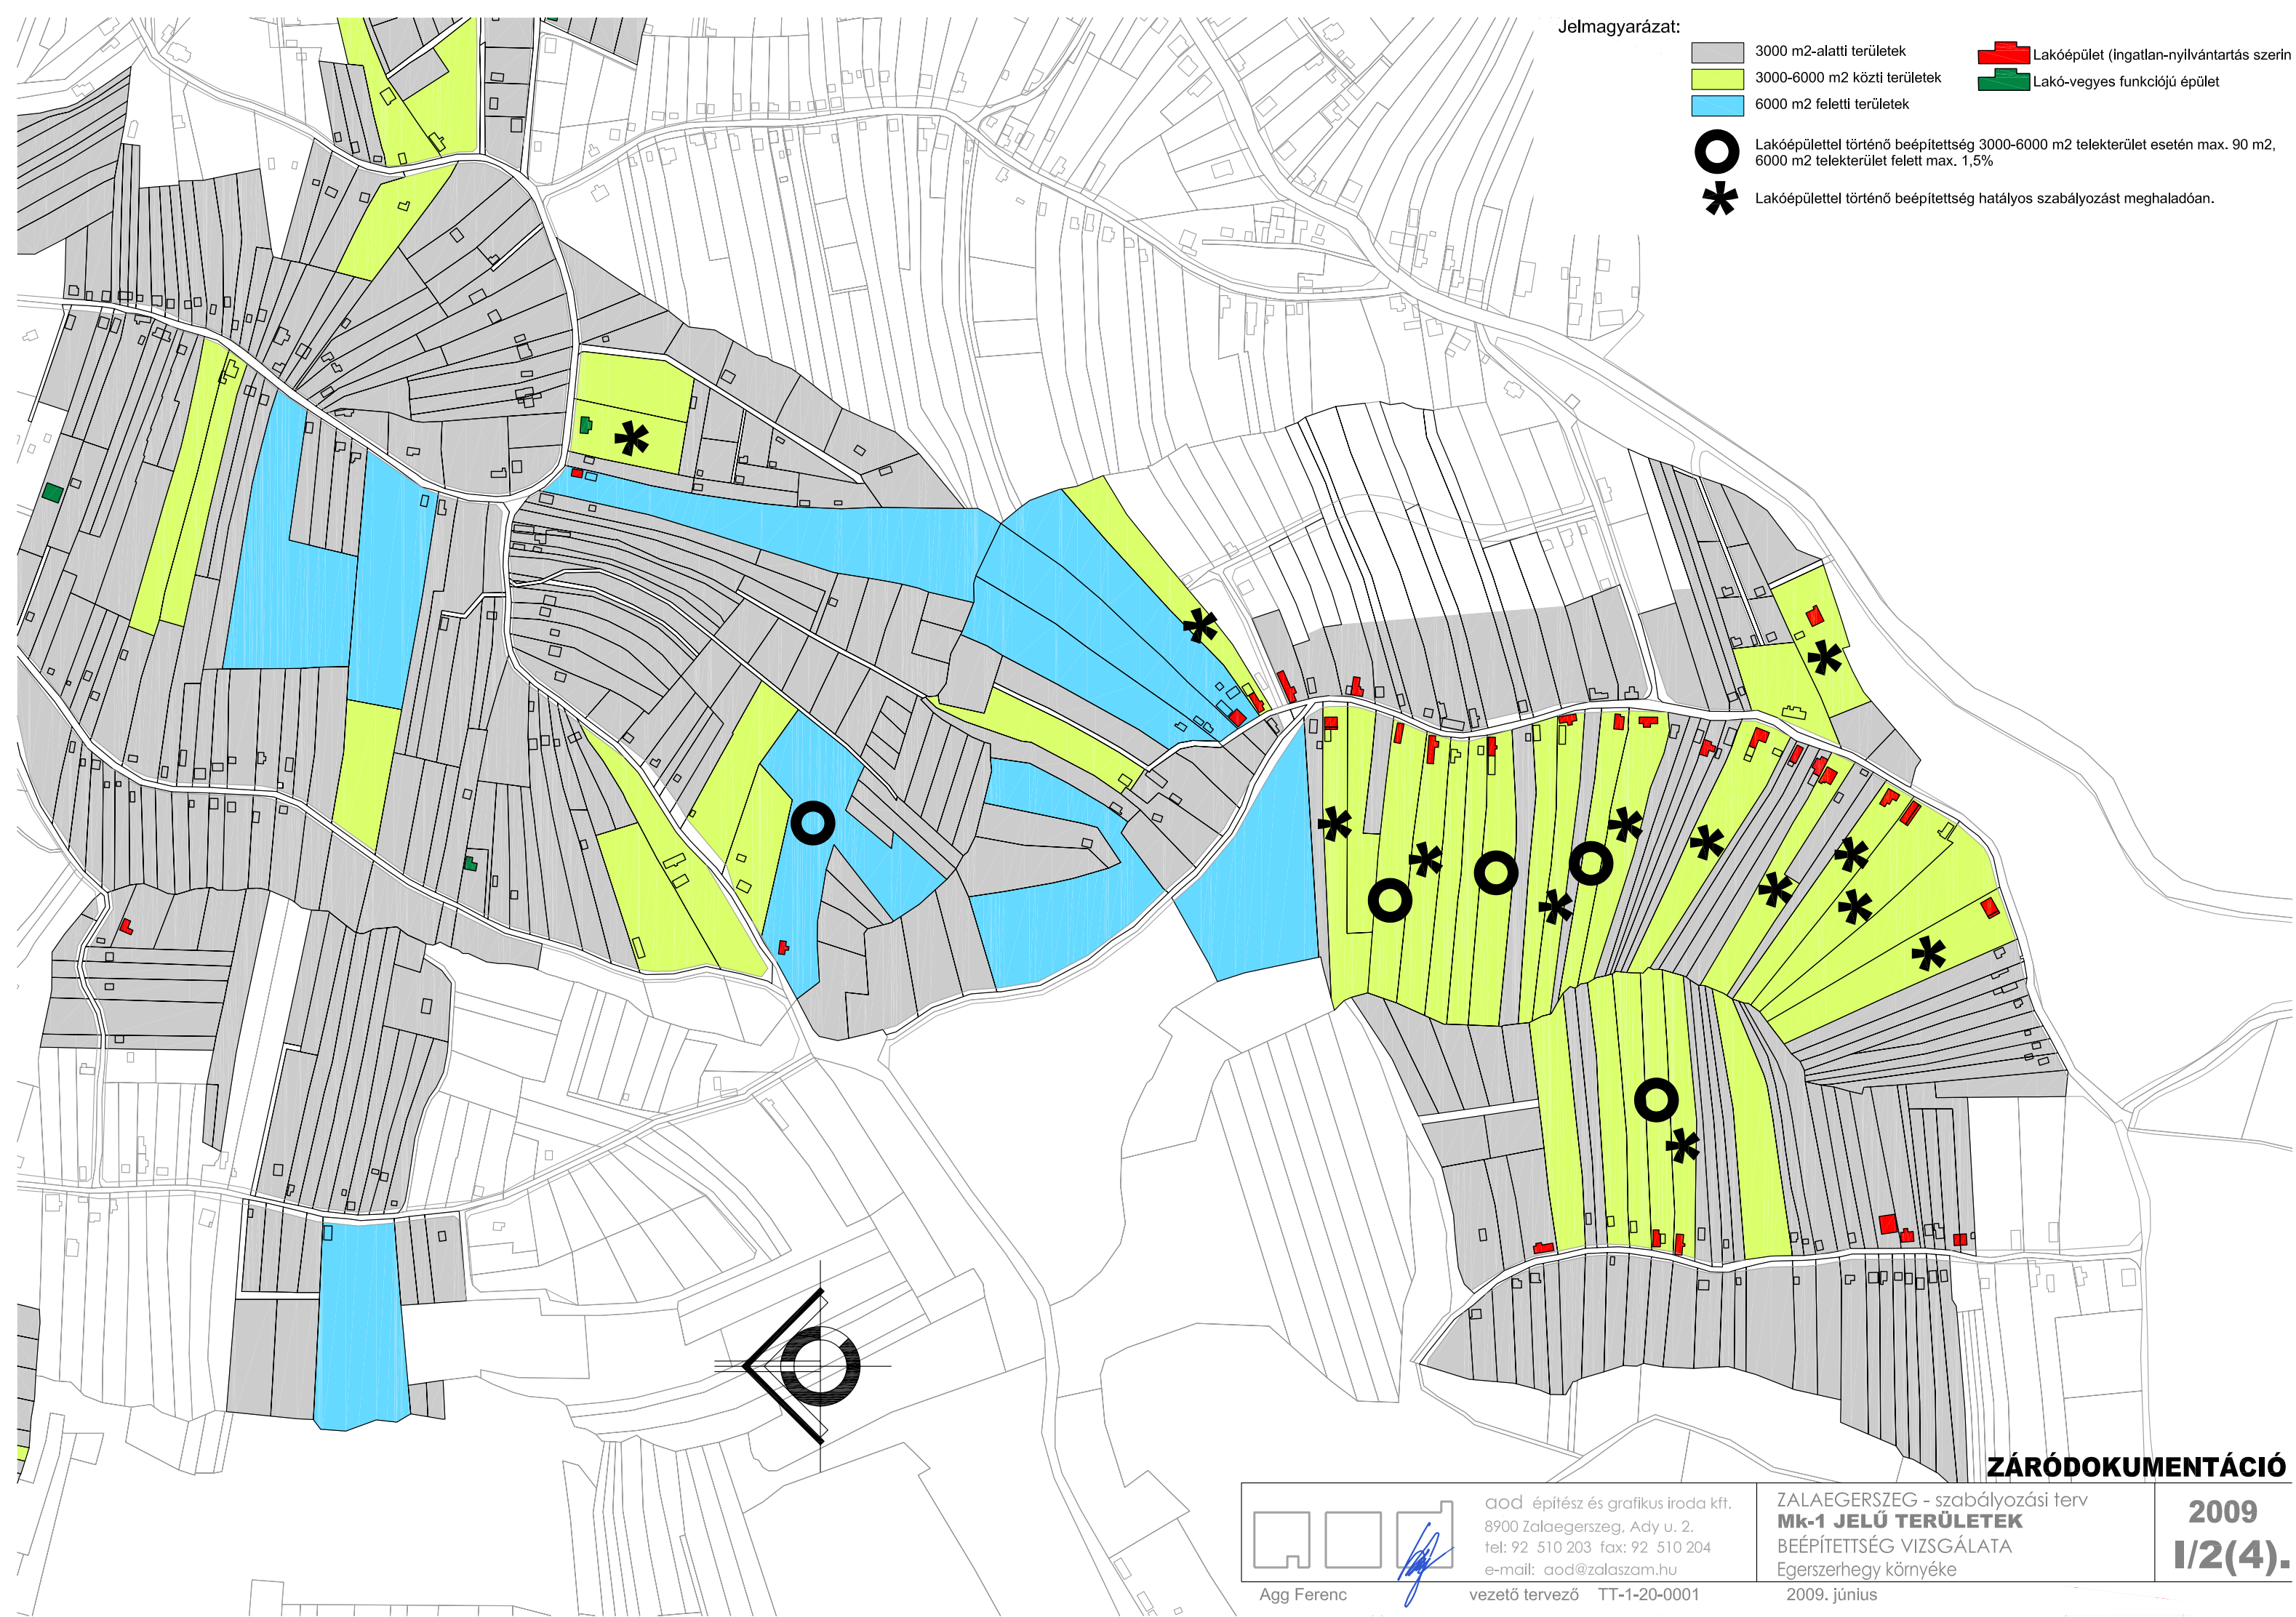 Jelmagyarázat:
3000 m2-alatti területek
3000-6000 m2 közti területek
6000 m2 feletti területek
Lakóépület (ingatlan-nyilvántartás szerin
Lakó-vegyes funkciójú épület
Lakóépülettel történő beépítettség 3000-6000 m2 telekterület esetén max. 90 m2,
6000 m2 telekterület felett max. 1,5%
Lakóépülettel történő beépítettség hatályos szabályozást meghaladóan.
ZÁRÓDOKUMENTÁCIÓ
aod építész és grafikus iroda kft.
8900 Zalaegerszeg, Ady u. 2.
tel: 92 510 203 fax: 92 510 204
e-mail: aod@zalaszam.hu
ZALAEGERSZEG - szabályozási terv
Mk-1 JELŰ TERÜLETEK
BEÉPÍTETTSÉG VIZSGÁLATA
Egerszerhegy környéke
2009
I/2(4).
Agg Ferenc
vezető tervező TT-1-20-0001
2009. június